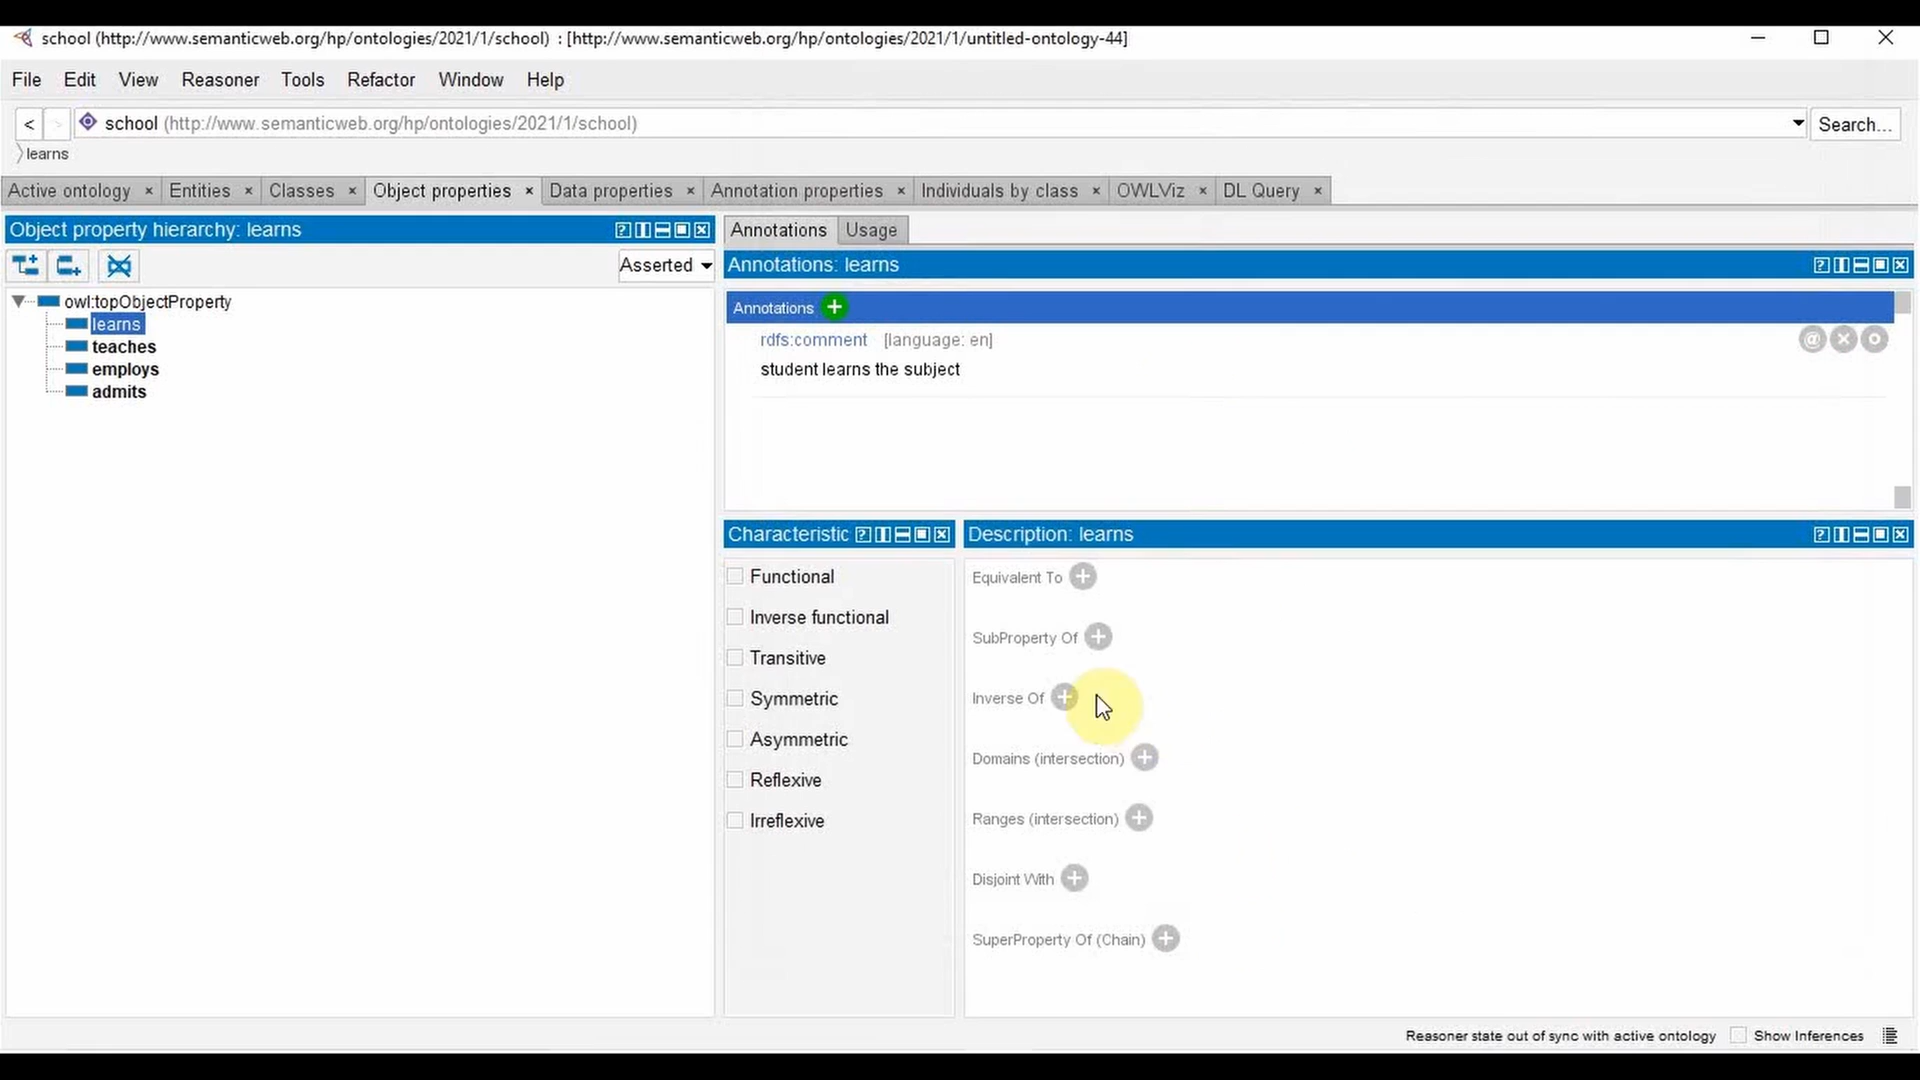 school (http://www.semanticweb.org/hp/ontologies/2021/1/school) : [http://www.semanticweb.org/hp/ontologies/2021/1/untitled-ontology-44]
File Edit View Reasoner Tools Refactor Window Help
< > school (http://www.semanticweb.org/hp/ontologies/2021/1/school) Search...
learns
Active ontology × Entities × Classes × Object properties × Data properties × Annotation properties × Individuals by class × OWLViz × DL Query ×
Object property hierarchy: learns
Asserted
owl:topObjectProperty
learns
teaches
employs
admits
Annotations Usage
Annotations: learns
Annotations
rdfs:comment [language: en]
student learns the subject
Characteristic
Functional
Inverse functional
Transitive
Symmetric
Asymmetric
Reflexive
Irreflexive
Description: learns
Equivalent To
SubProperty Of
Inverse Of
Domains (intersection)
Ranges (intersection)
Disjoint With
SuperProperty Of (Chain)
Reasoner state out of sync with active ontology Show Inferences